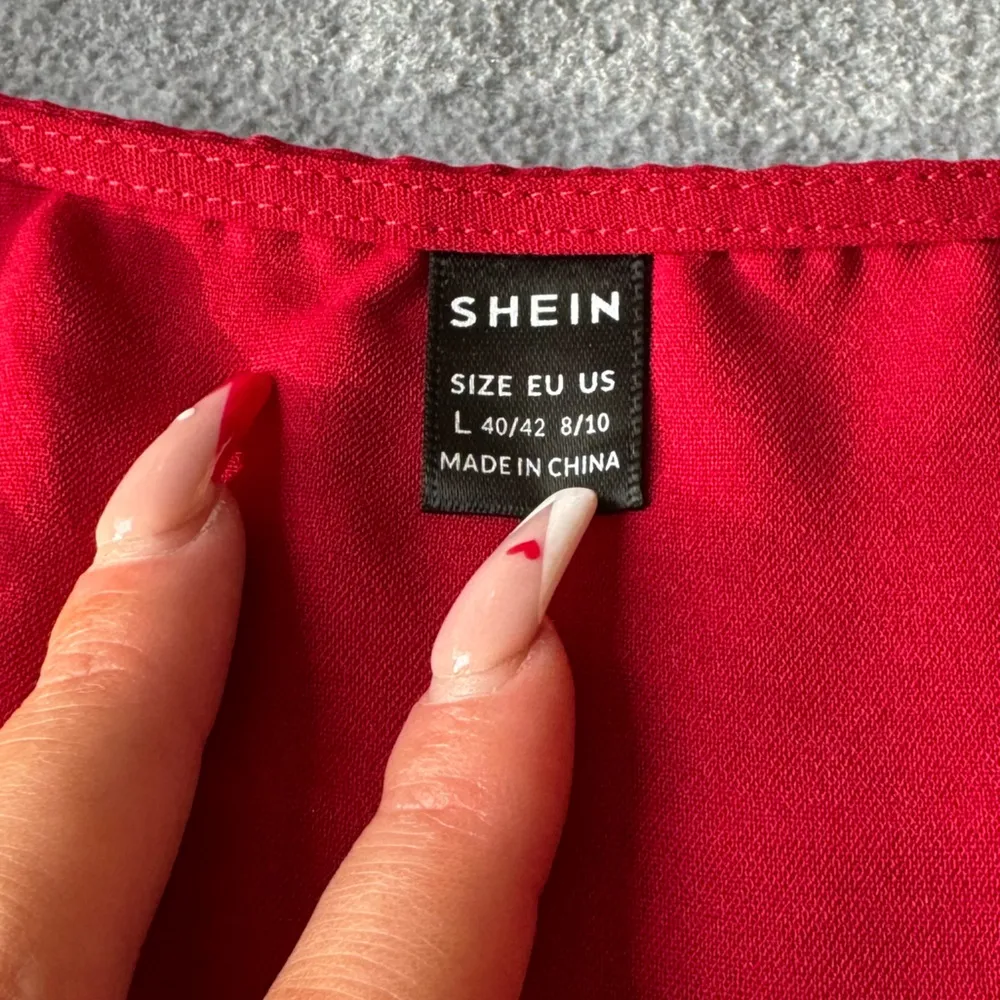 SHEIN
SIZE EU US
L 40/42 8/10
MADE IN CHINA